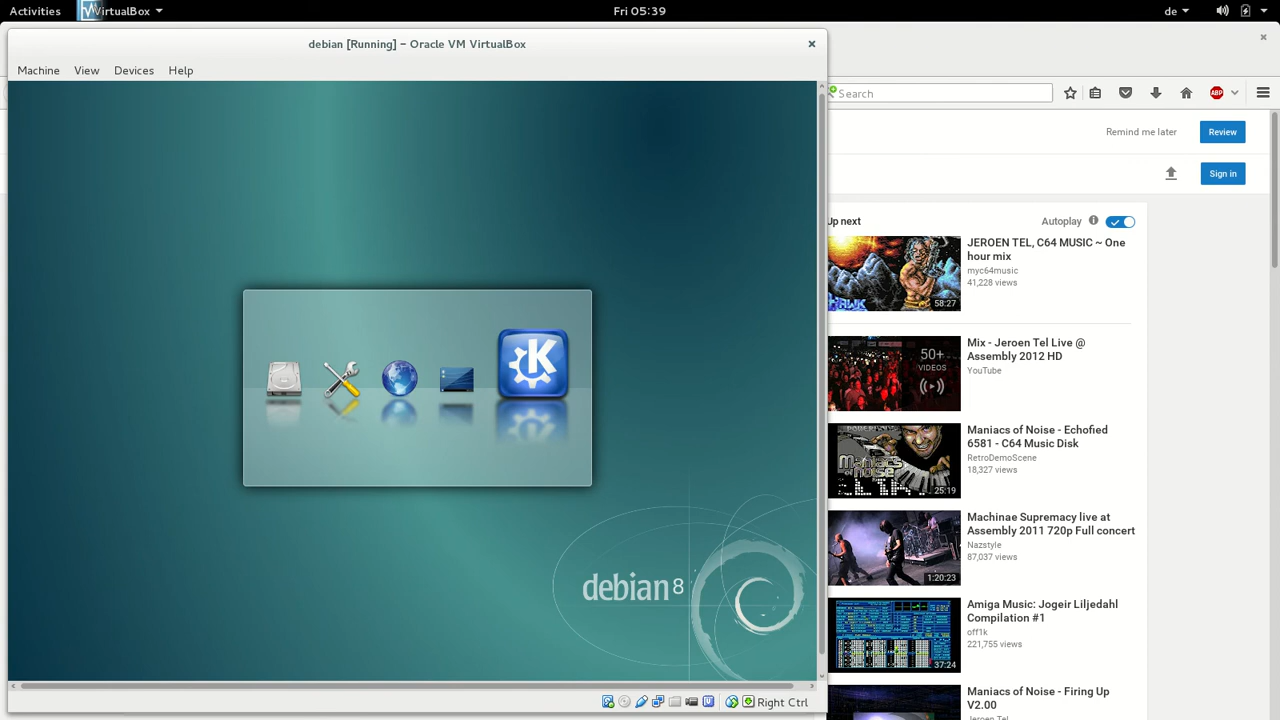 Activities
VirtualBox
Fri 05:39
de
debian [Running] – Oracle VM VirtualBox
Machine View Devices Help
Search
ABP
Remind me later
Review
Sign in
Up next
Autoplay
JEROEN TEL, C64 MUSIC ~ One
hour mix
myc64music
41,228 views
58:27
Mix - Jeroen Tel Live @
Assembly 2012 HD
YouTube
50+
VIDEOS
Maniacs of Noise - Echofied
6581 - C64 Music Disk
RetroDemoScene
18,327 views
25:19
Machinae Supremacy live at
Assembly 2011 720p Full concert
Nazstyle
87,037 views
1:20:23
Amiga Music: Jogeir Liljedahl
Compilation #1
off1k
221,755 views
37:24
Maniacs of Noise - Firing Up
V2.00
Jeroen Tel
debian 8
Right Ctrl